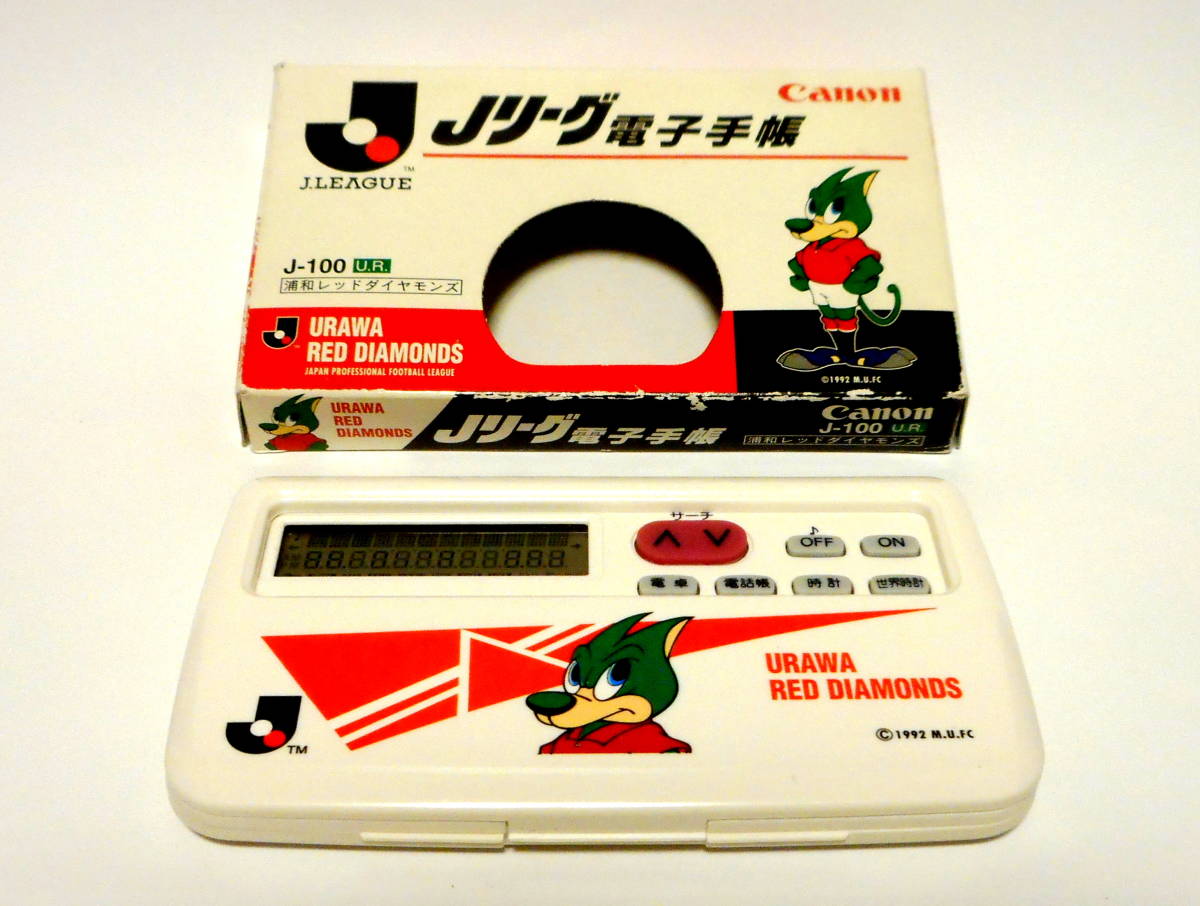 Jリーグ電子手帳
Canon
TM
J.LEAGUE
J-100 U.R.
浦和レッドダイヤモンズ
URAWA
RED DIAMONDS
JAPAN PROFESSIONAL FOOTBALL LEAGUE
©1992 M.U.FC
URAWA
RED
DIAMONDS
Jリーグ電子手帳
Canon
J-100 U.R.
浦和レッドダイヤモンズ
サーチ
♪
OFF
ON
電卓
電話帳
時計
世界時計
URAWA
RED DIAMONDS
TM
©1992 M.U.FC